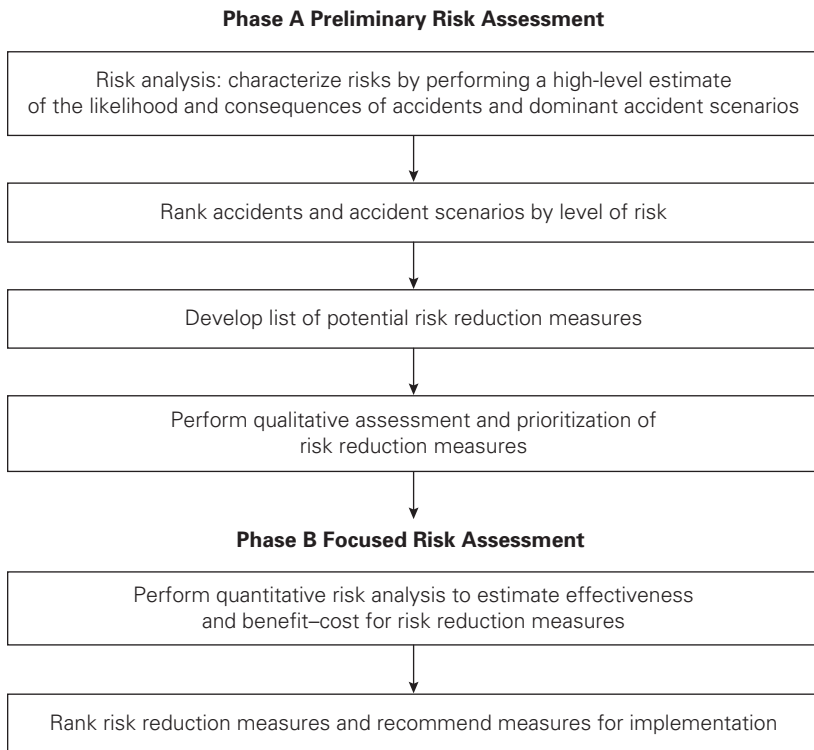 Phase A Preliminary Risk Assessment
Risk analysis: characterize risks by performing a high-level estimate
of the likelihood and consequences of accidents and dominant accident scenarios
Rank accidents and accident scenarios by level of risk
Develop list of potential risk reduction measures
Perform qualitative assessment and prioritization of
risk reduction measures
Phase B Focused Risk Assessment
Perform quantitative risk analysis to estimate effectiveness
and benefit–cost for risk reduction measures
Rank risk reduction measures and recommend measures for implementation